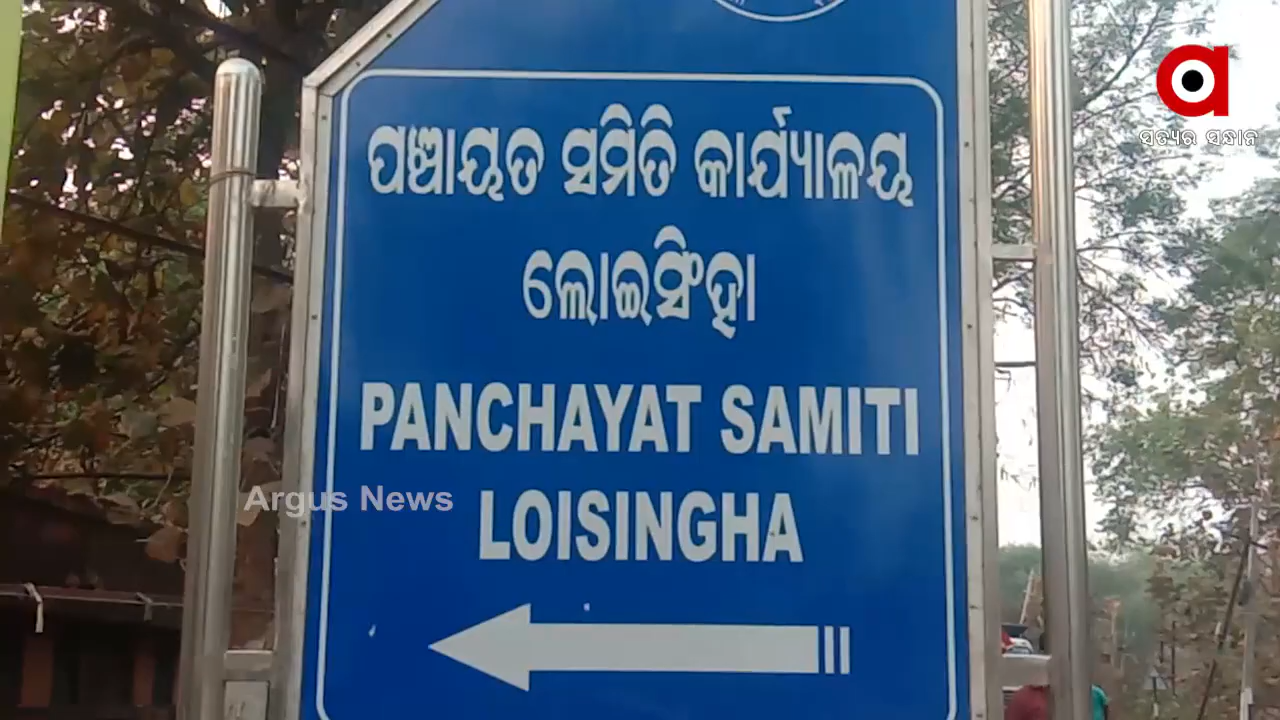 ପଞ୍ଚାୟତ ସମିତି କାର୍ଯ୍ୟାଳୟ
ଲୋଇସିଂହା
PANCHAYAT SAMITI
LOISINGHA
Argus News
a
ସତ୍ୟର ସନ୍ଧାନ